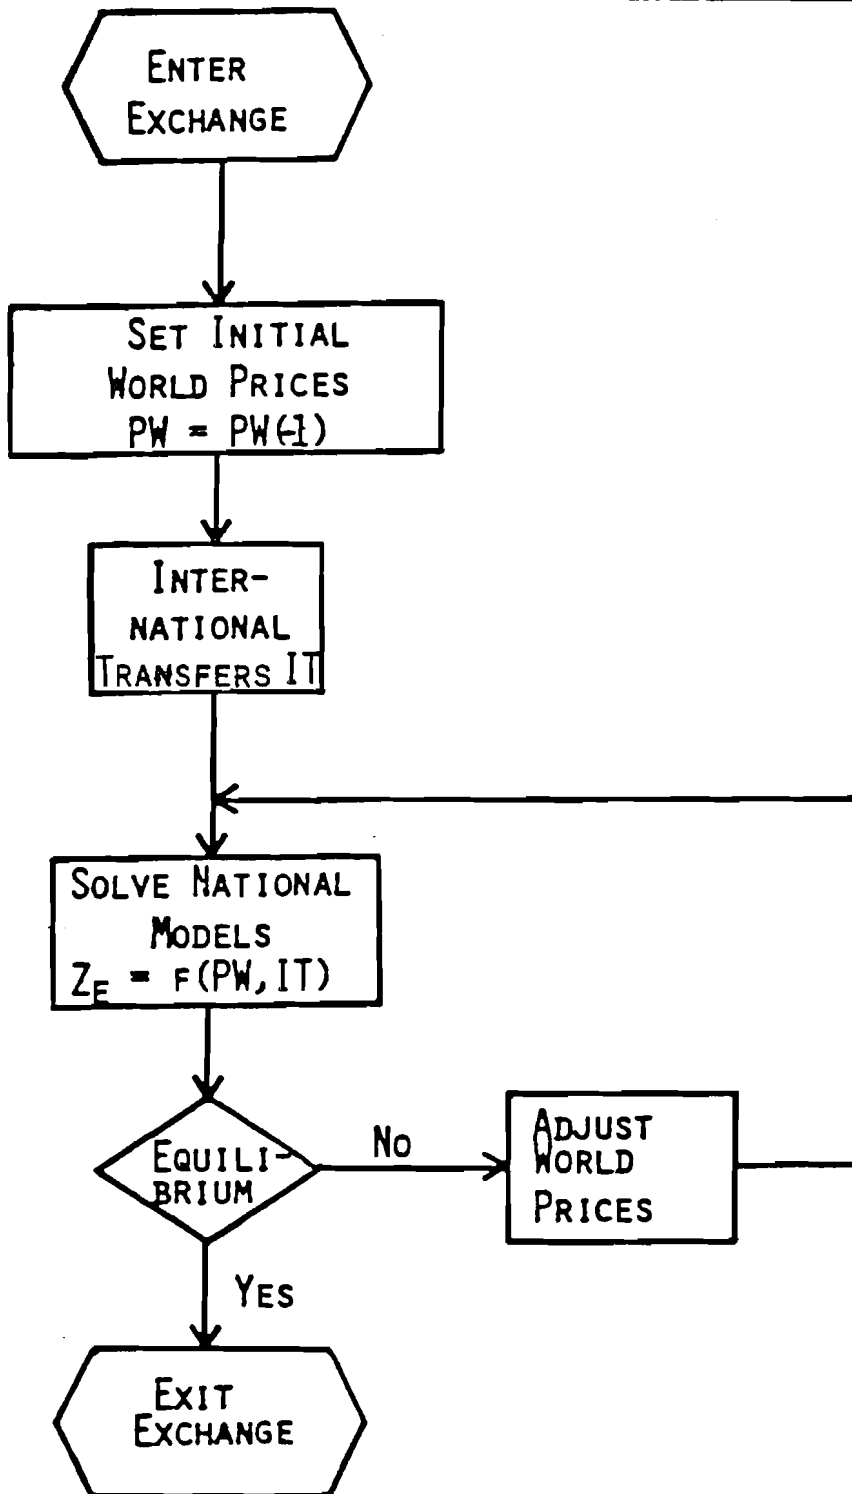 ENTER
EXCHANGE
SET INITIAL
WORLD PRICES
PW = PW(-1)
INTER-
NATIONAL
TRANSFERS IT
SOLVE NATIONAL
MODELS
Z_E = F(PW, IT)
EQUILI-
BRIUM
NO
ADJUST
WORLD
PRICES
YES
EXIT
EXCHANGE